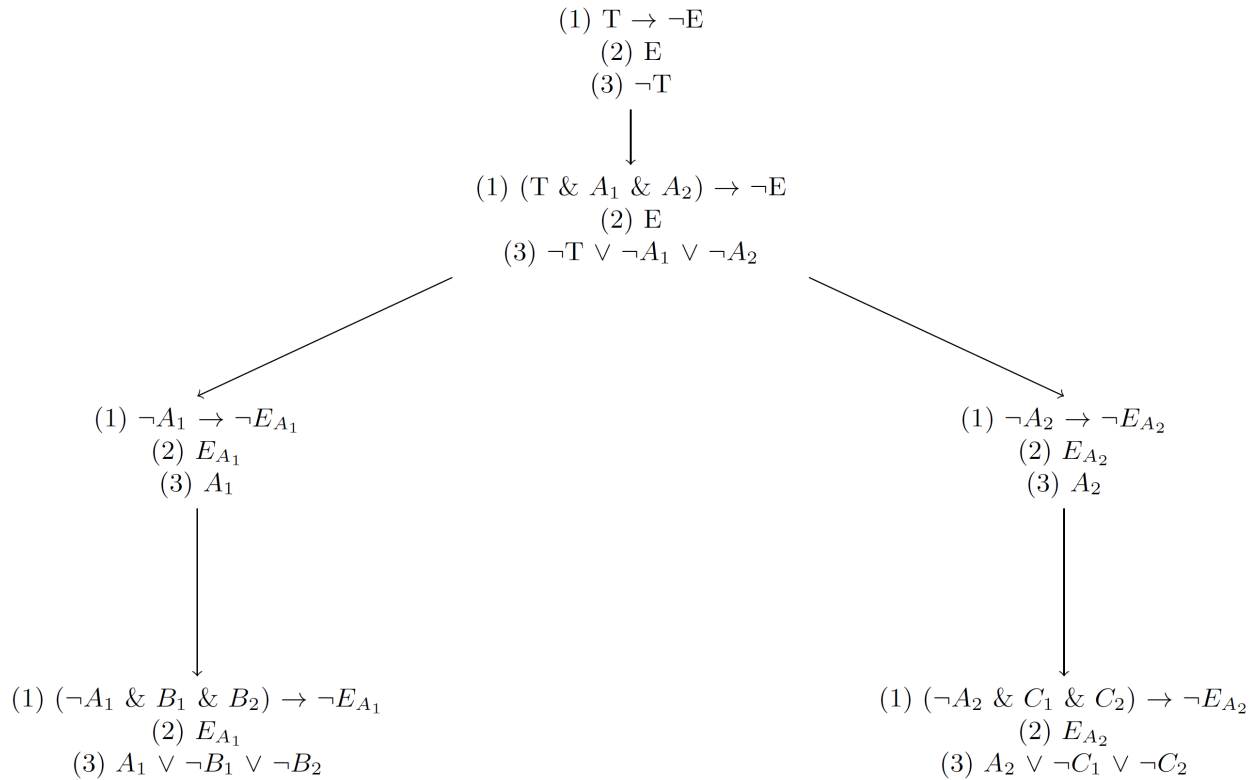 (1) T → ¬E
(2) E
(3) ¬T
(1) (T & A₁ & A₂) → ¬E
(2) E
(3) ¬T ∨ ¬A₁ ∨ ¬A₂
(1) ¬A₁ → ¬E_{A₁}
(2) E_{A₁}
(3) A₁
(1) ¬A₂ → ¬E_{A₂}
(2) E_{A₂}
(3) A₂
(1) (¬A₁ & B₁ & B₂) → ¬E_{A₁}
(2) E_{A₁}
(3) A₁ ∨ ¬B₁ ∨ ¬B₂
(1) (¬A₂ & C₁ & C₂) → ¬E_{A₂}
(2) E_{A₂}
(3) A₂ ∨ ¬C₁ ∨ ¬C₂